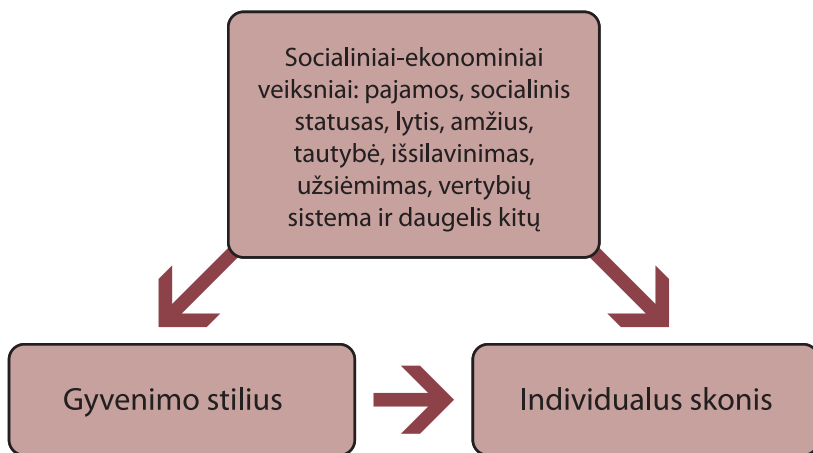 Socialiniai-ekonominiai
veiksniai: pajamos, socialinis
statusas, lytis, amžius,
tautybė, išsilavinimas,
užsiėmimas, vertybių
sistema ir daugelis kitų
Gyvenimo stilius
Individualus skonis